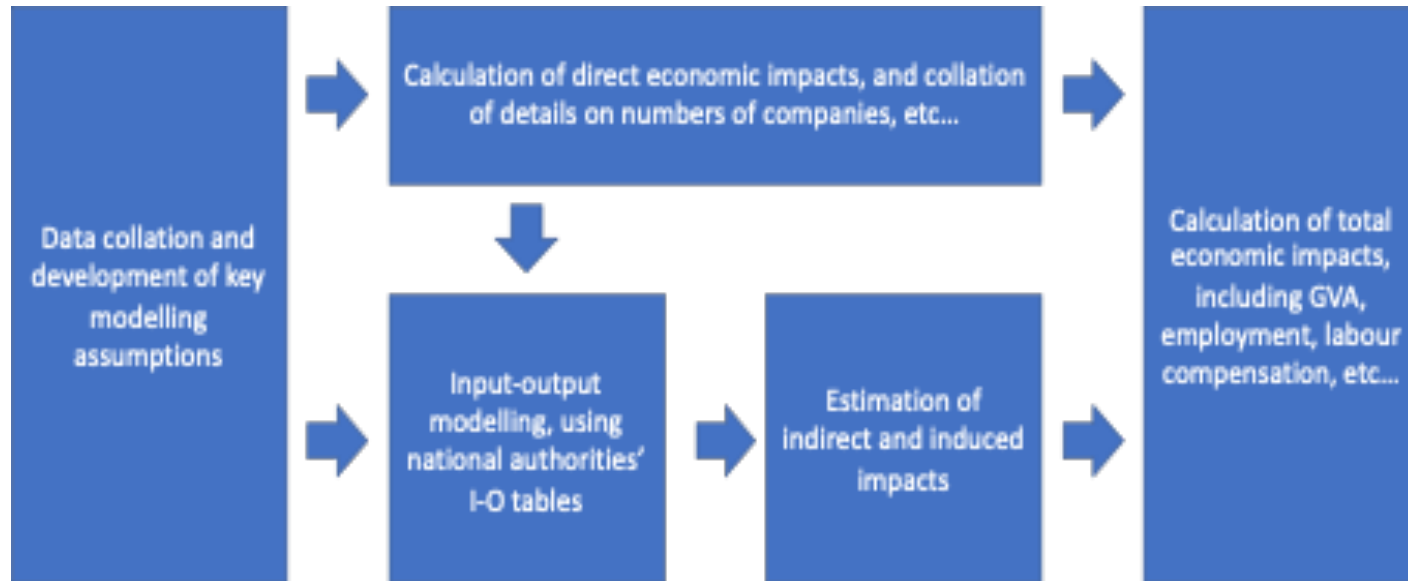 Data collation and
development of key
modelling
assumptions
Calculation of direct economic impacts, and collation
of details on numbers of companies, etc...
Input-output
modelling, using
national authorities'
I-O tables
Estimation of
indirect and induced
impacts
Calculation of total
economic impacts,
including GVA,
employment, labour
compensation, etc...